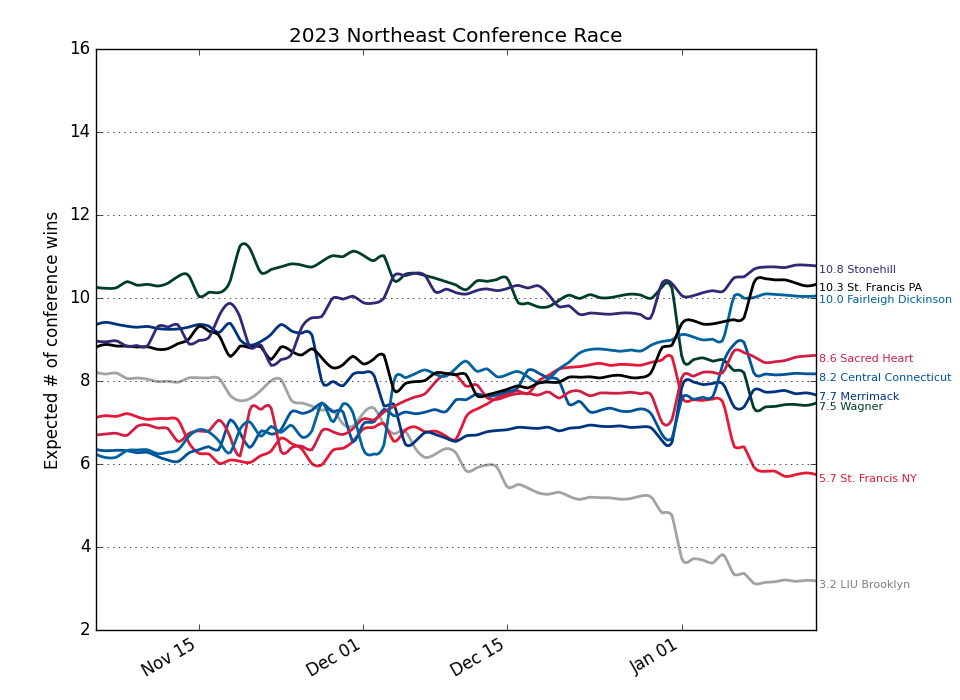 2023 Northeast Conference Race
Expected # of conference wins
16
14
12
10
8
6
4
2
Nov 15
Dec 01
Dec 15
Jan 01
10.8 Stonehill
10.3 St. Francis PA
10.0 Fairleigh Dickinson
8.6 Sacred Heart
8.2 Central Connecticut
7.7 Merrimack
7.5 Wagner
5.7 St. Francis NY
3.2 LIU Brooklyn